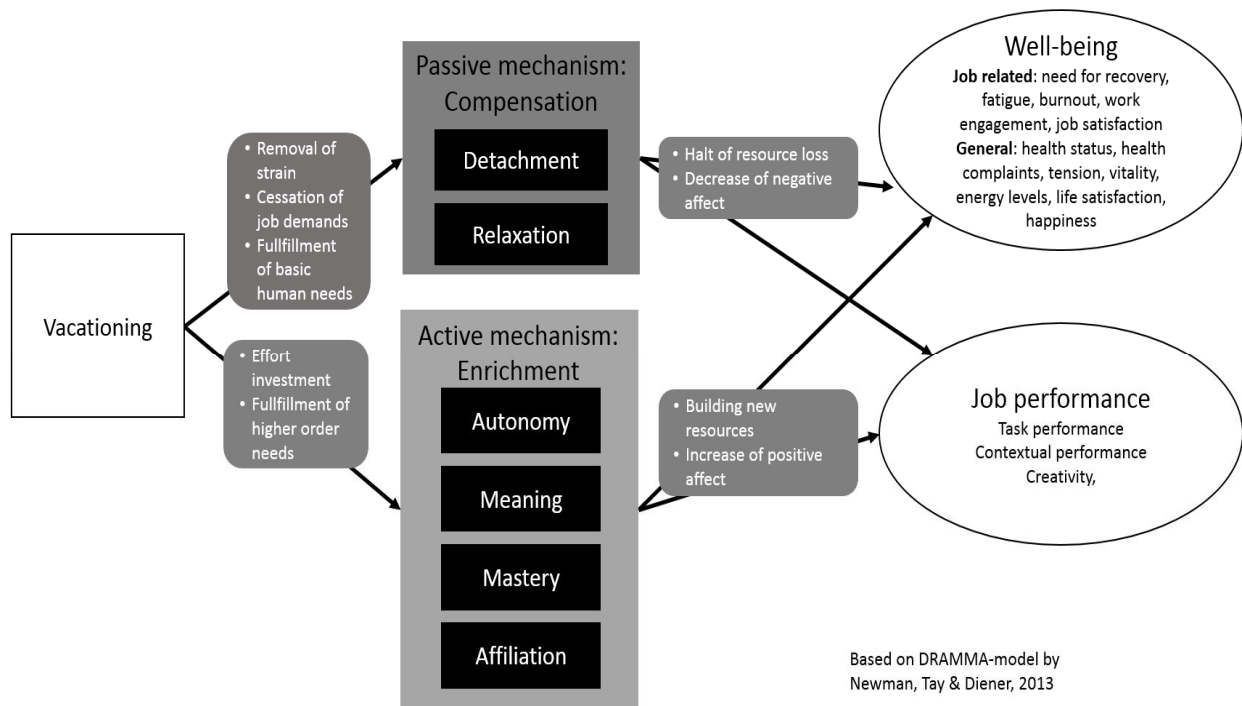 Vacationing
• Removal of
strain
• Cessation of
job demands
• Fullfillment
of basic
human needs
• Effort
investment
• Fullfillment of
higher order
needs
Passive mechanism:
Compensation
Detachment
Relaxation
Active mechanism:
Enrichment
Autonomy
Meaning
Mastery
Affiliation
• Halt of resource loss
• Decrease of negative
affect
• Building new
resources
• Increase of positive
affect
Well-being
Job related: need for recovery,
fatigue, burnout, work
engagement, job satisfaction
General: health status, health
complaints, tension, vitality,
energy levels, life satisfaction,
happiness
Job performance
Task performance
Contextual performance
Creativity,
Based on DRAMMA-model by
Newman, Tay & Diener, 2013